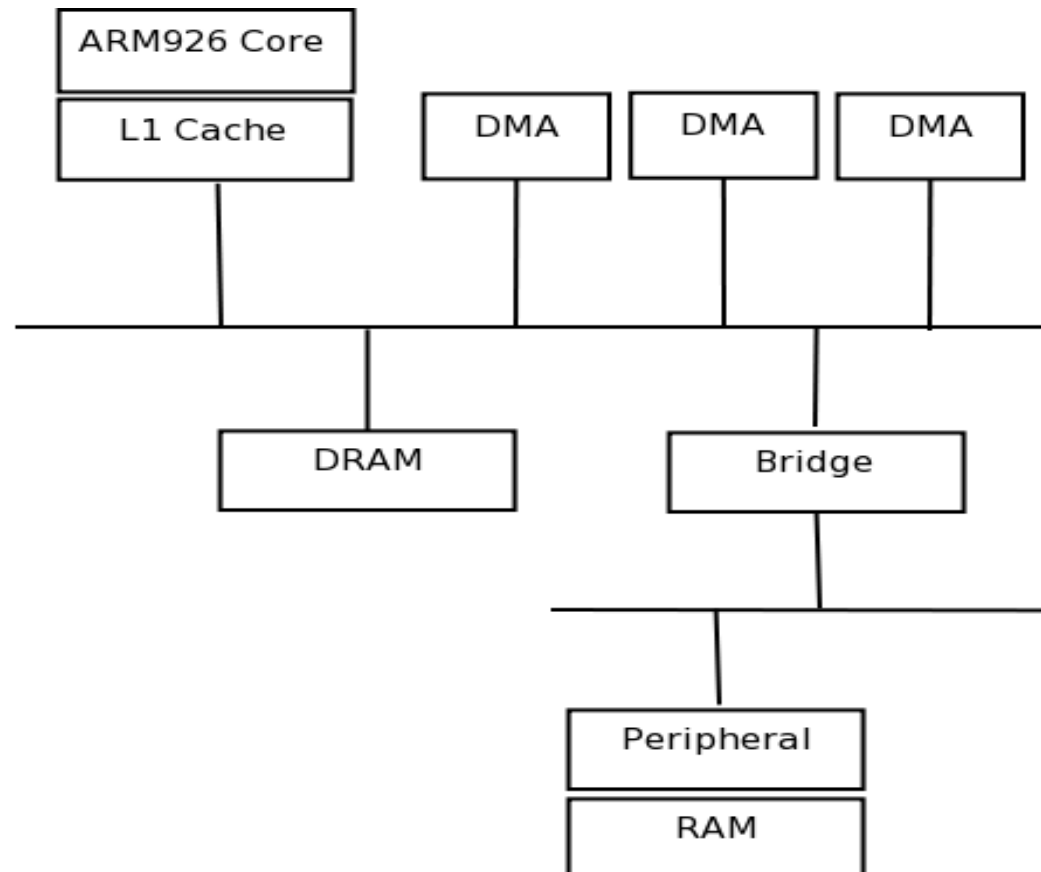 ARM926 Core
L1 Cache
DMA
DMA
DMA
DRAM
Bridge
Peripheral
RAM